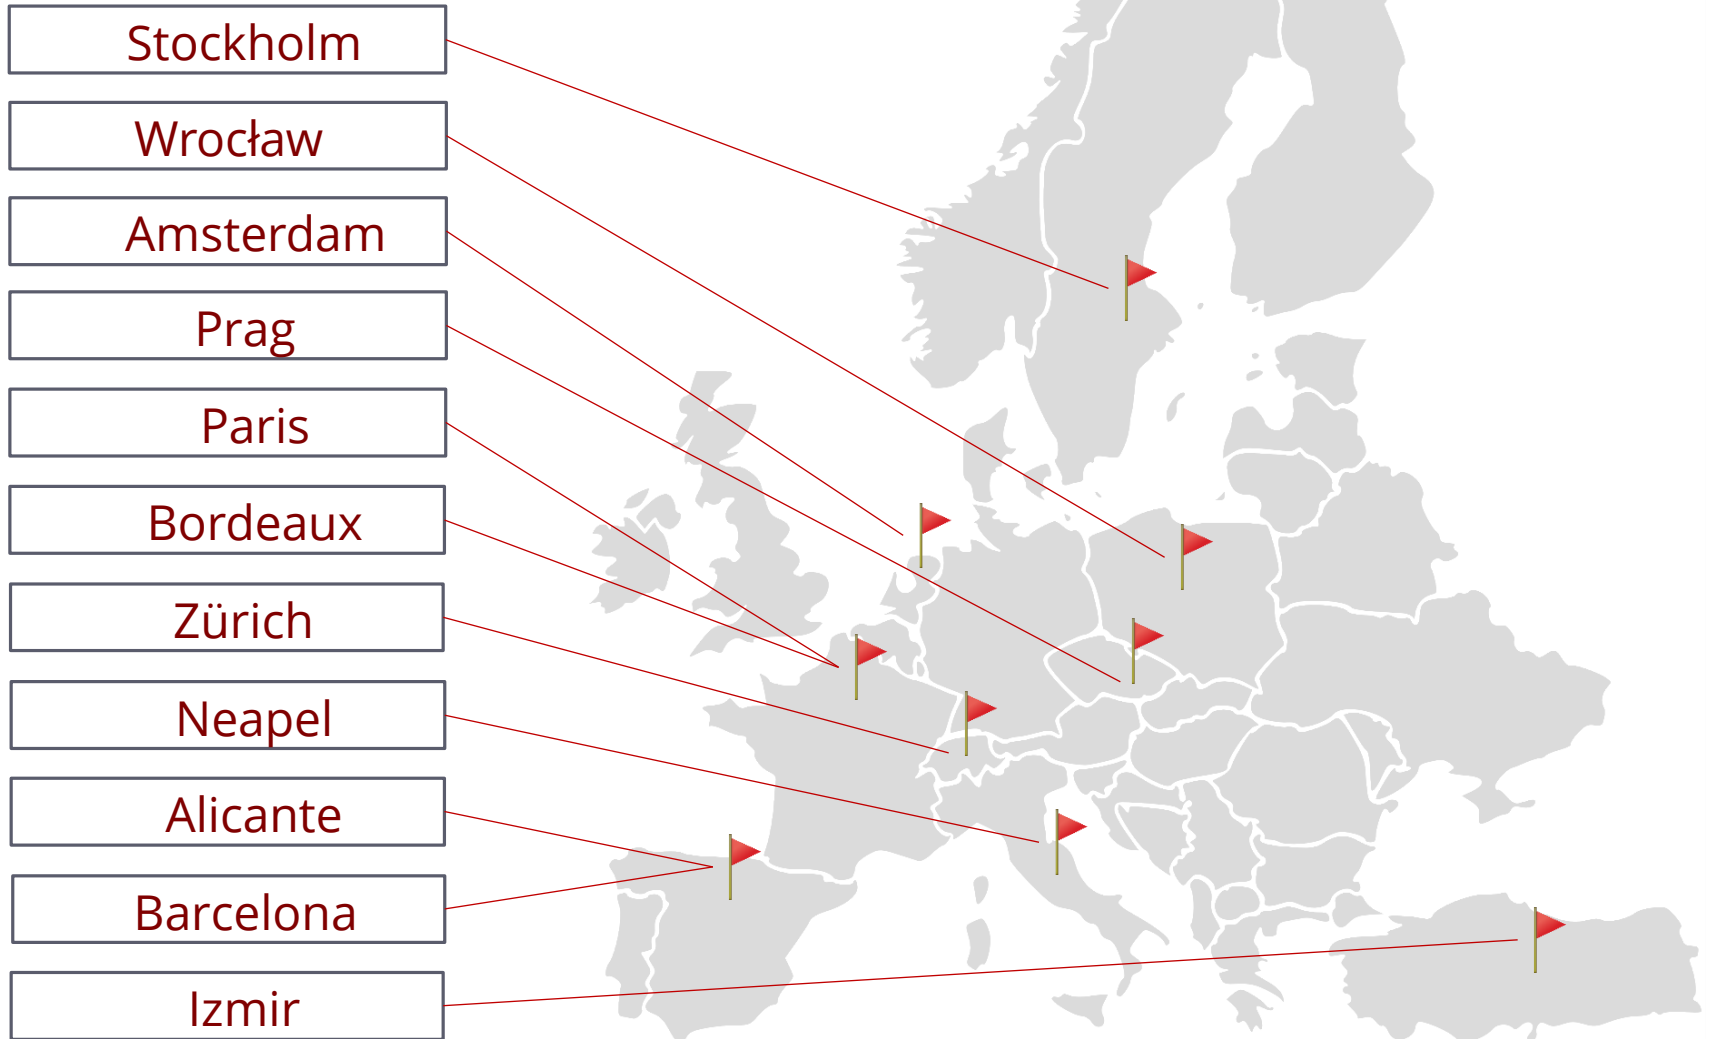 Stockholm
Wrocław
Amsterdam
Prag
Paris
Bordeaux
Zürich
Neapel
Alicante
Barcelona
Izmir